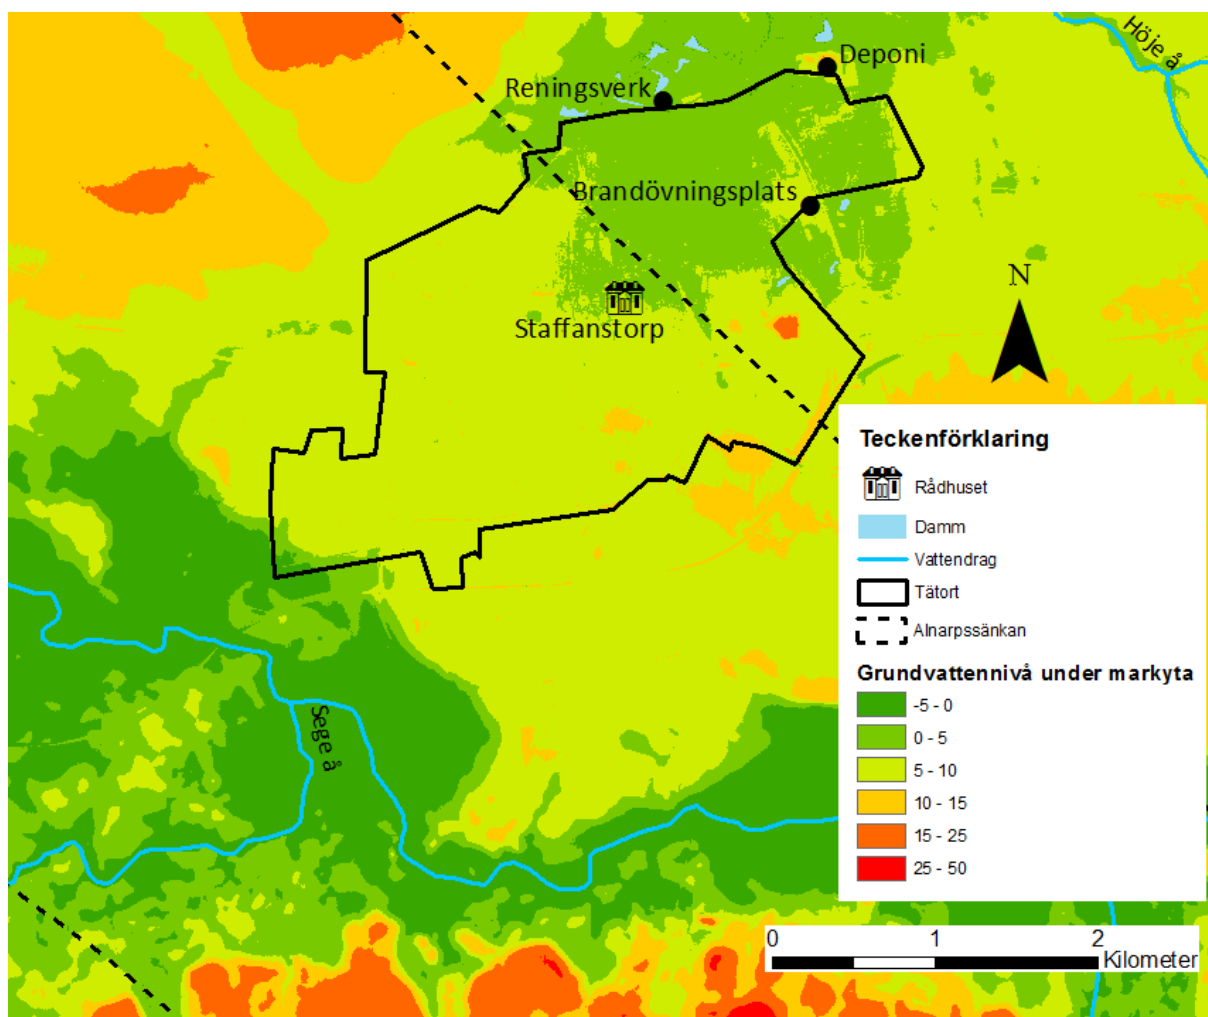 Höje å
Deponi
Reningsverk
Brandövningsplats
N
Staffanstorp
Teckenförklaring
Rådhuset
Damm
Vattendrag
Tätort
Alnarpssänkan
Grundvattennivå under markyta
-5 - 0
0 - 5
5 - 10
10 - 15
15 - 25
25 - 50
Sege å
0 1 2
Kilometer